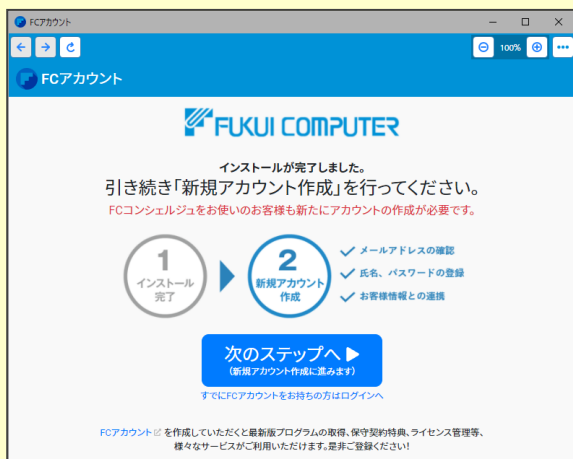 FCアカウント
100%
FCアカウント
FUKUI COMPUTER
インストールが完了しました。
引き続き「新規アカウント作成」を行ってください。
FCコンシェルジュをお使いのお客様も新たにアカウントの作成が必要です。
1
インストール
完了
2
新規アカウント
作成
メールアドレスの確認
氏名、パスワードの登録
お客様情報との連携
次のステップへ ▶
(新規アカウント作成に進みます)
すでにFCアカウントをお持ちの方はログインへ
FCアカウント を作成していただくと最新版プログラムの取得、保守契約特典、ライセンス管理等、
様々なサービスがご利用いただけます。是非ご登録ください!